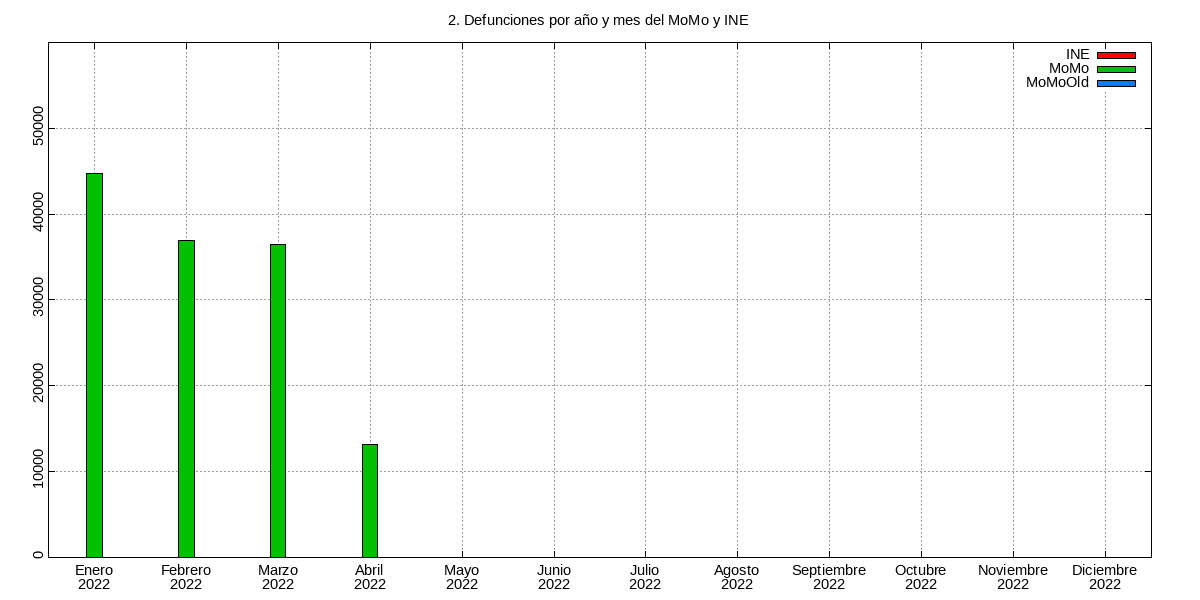 2. Defunciones por año y mes del MoMo y INE
INE
MoMo
MoMoOld
50000
40000
30000
20000
10000
0
Enero Febrero Marzo Abril Mayo Junio Julio Agosto Septiembre Octubre Noviembre Diciembre
2022 2022 2022 2022 2022 2022 2022 2022 2022 2022 2022 2022